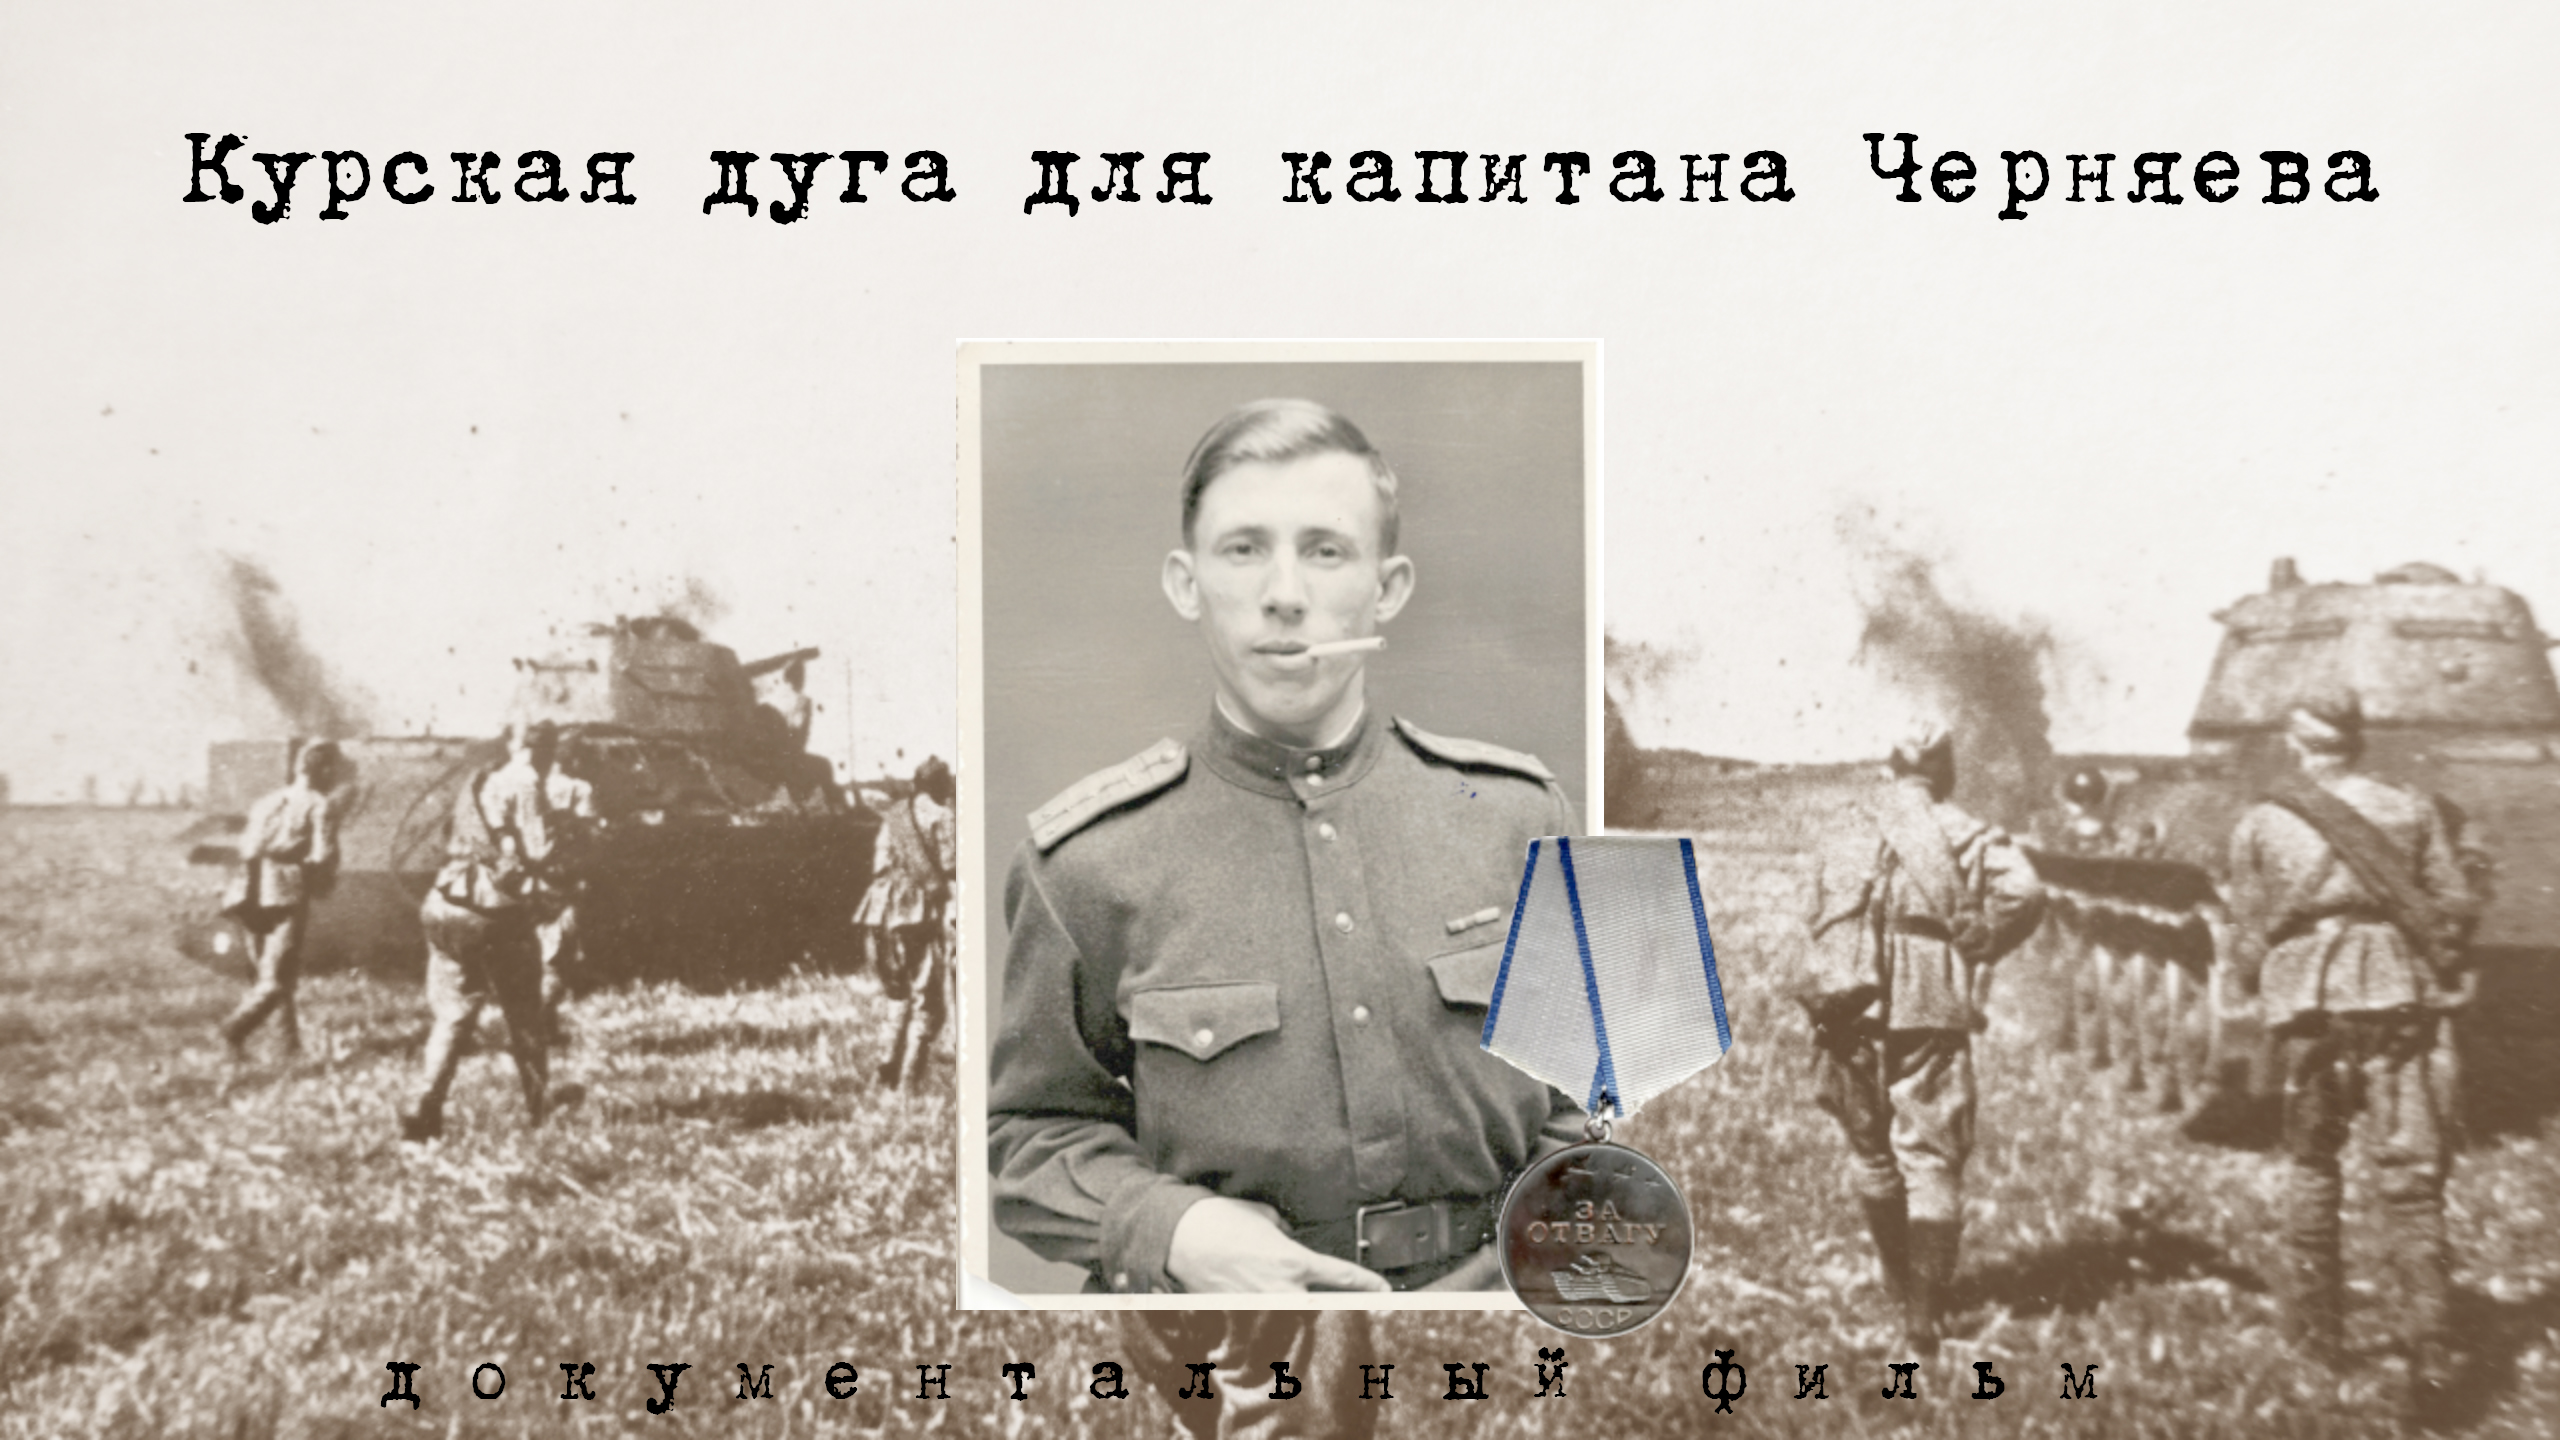 Курская дуга для капитана Черняева
ЗА
ОТВАГУ
СССР
документальный фильм